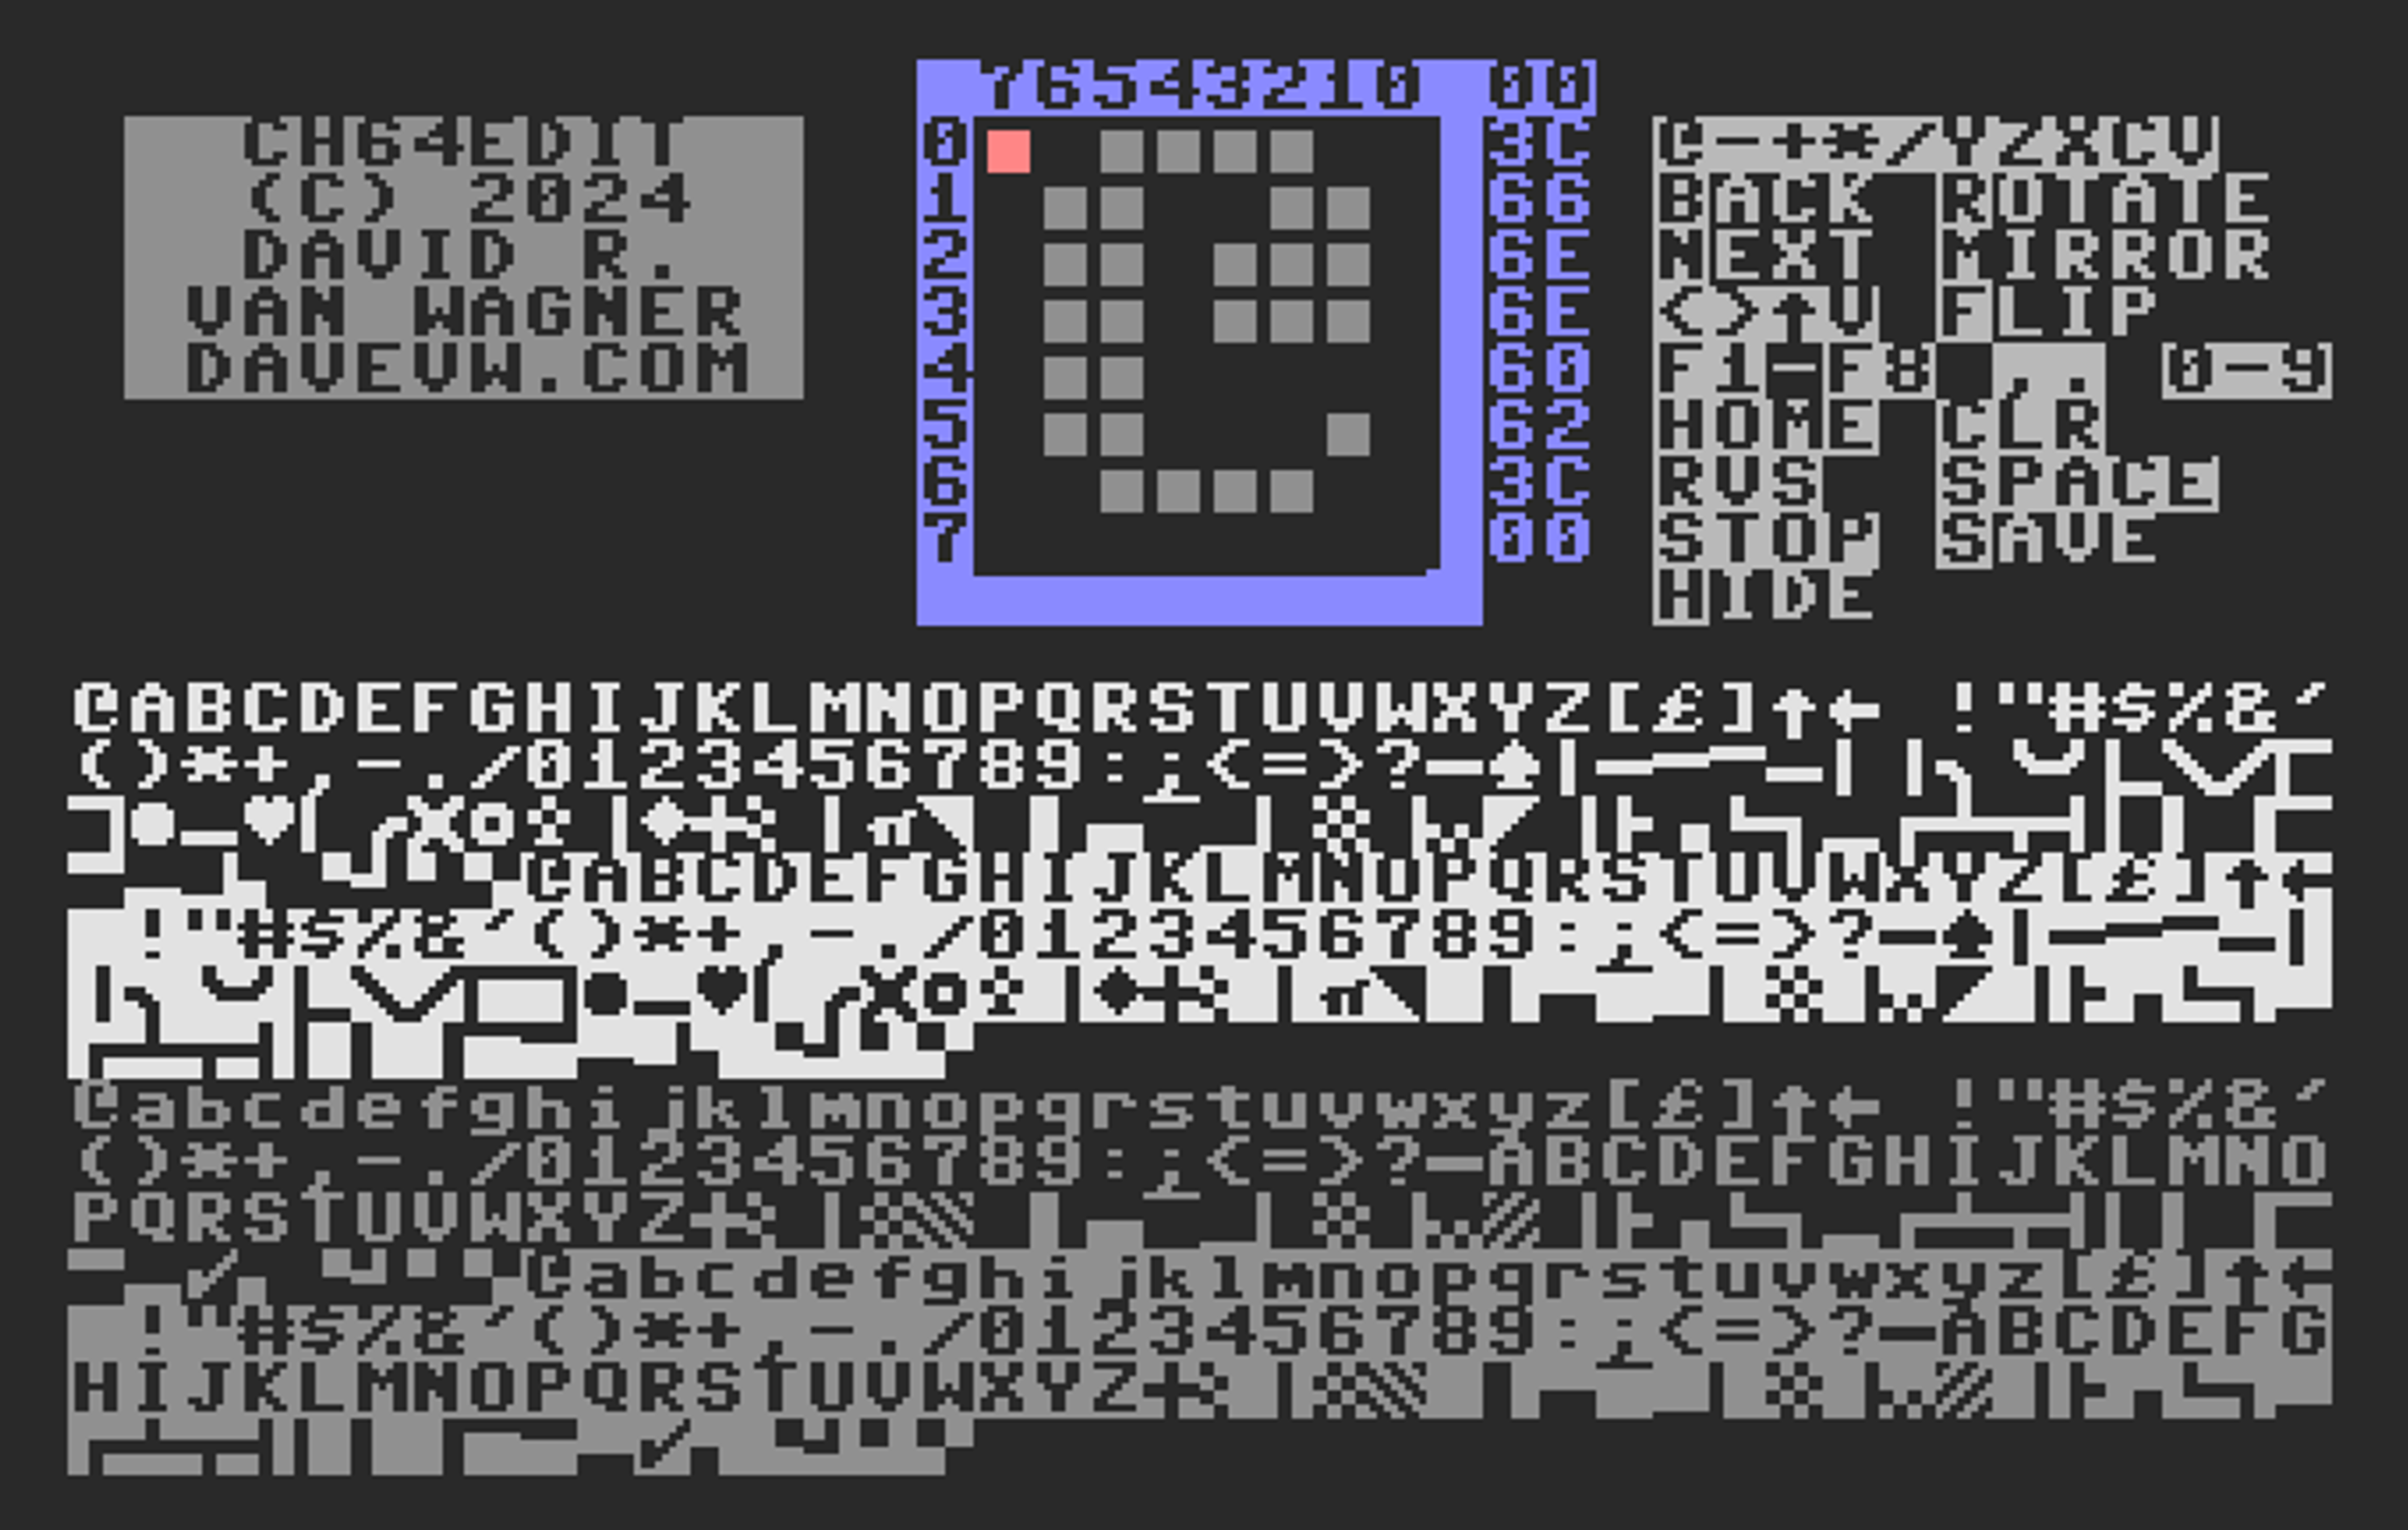 CH64EDIT
(C) 2024
DAVID R.
VAN WAGNER
DAVEVW.COM
76543210 00
0 3C
1 66
2 6E
3 6E
4 60
5 62
6 3C
7 00
@-+*/YZXCV
BACK ROTATE
NEXT MIRROR
<>↑V FLIP
F1-F8 ,. 0-9
HOME CLR
RVS SPACE
STOP SAVE
HIDE
@ABCDEFGHIJKLMNOPQRSTUVWXYZ[£]↑← !"#$%&´
()*+,-./0123456789:;<=>?
@ABCDEFGHIJKLMNOPQRSTUVWXYZ[£]↑←
!"#$%&´()*+,-./0123456789:;<=>?
@abcdefghijklmnopqrstuvwxyz[£]↑← !"#$%&´
()*+,-./0123456789:;<=>?—ABCDEFGHIJKLMNO
PQRSTUVWXYZ
@abcdefghijklmnopqrstuvwxyz[£]↑←
!"#$%&´()*+,-./0123456789:;<=>?—ABCDEFG
HIJKLMNOPQRSTUVWXYZ